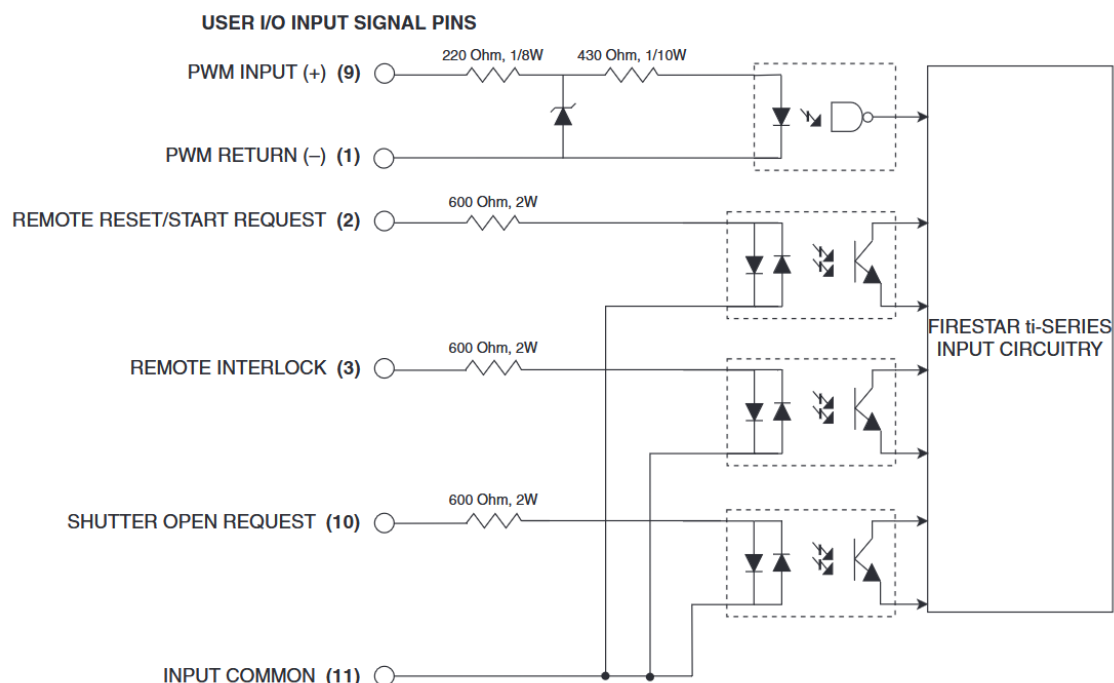 USER I/O INPUT SIGNAL PINS
220 Ohm, 1/8W
430 Ohm, 1/10W
PWM INPUT (+) (9)
PWM RETURN (–) (1)
600 Ohm, 2W
REMOTE RESET/START REQUEST (2)
FIRESTAR ti-SERIES
INPUT CIRCUITRY
600 Ohm, 2W
REMOTE INTERLOCK (3)
600 Ohm, 2W
SHUTTER OPEN REQUEST (10)
INPUT COMMON (11)